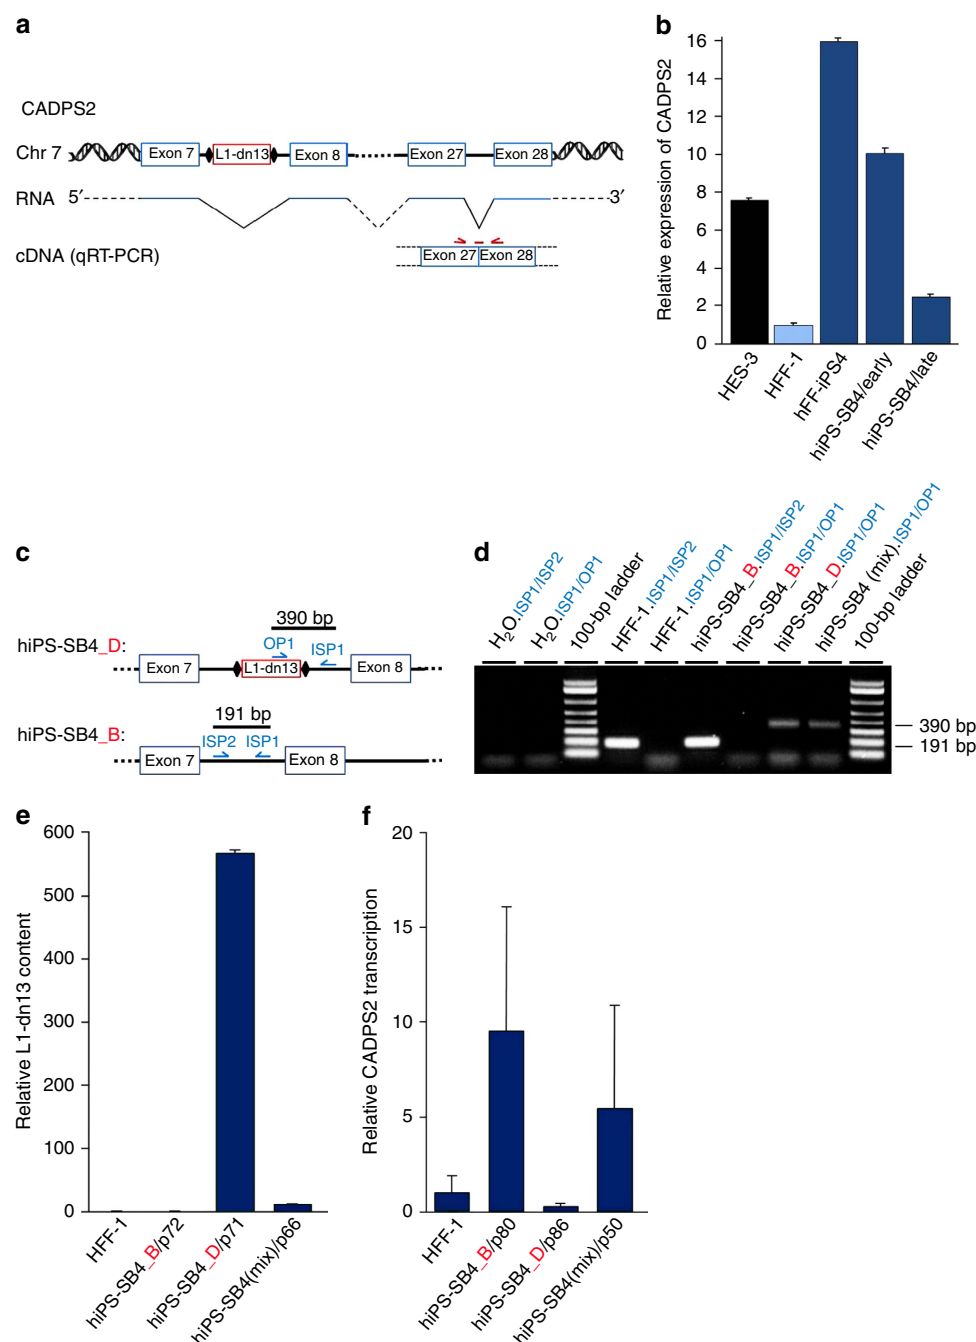 a
CADPS2
Chr 7
Exon 7
L1-dn13
Exon 8
Exon 27
Exon 28
RNA
5′
3′
cDNA (qRT-PCR)
Exon 27
Exon 28
b
Relative expression of CADPS2
16
14
12
10
8
6
4
2
0
HES-3
HFF-1
hFF-iPS4
hiPS-SB4/early
hiPS-SB4/late
c
390 bp
hiPS-SB4_D:
OP1
ISP1
Exon 7
L1-dn13
Exon 8
191 bp
hiPS-SB4_B:
ISP2
ISP1
Exon 7
Exon 8
d
H2O.ISP1/ISP2
H2O.ISP1/OP1
100-bp ladder
HFF-1.ISP1/ISP2
HFF-1.ISP1/OP1
hiPS-SB4_B.ISP1/ISP2
hiPS-SB4_B.ISP1/OP1
hiPS-SB4_D.ISP1/OP1
hiPS-SB4 (mix).ISP1/OP1
100-bp ladder
390 bp
191 bp
e
Relative L1-dn13 content
600
500
400
300
200
100
0
HFF-1
hiPS-SB4_B/p72
hiPS-SB4_D/p71
hiPS-SB4(mix)/p66
f
Relative CADPS2 transcription
20
15
10
5
0
HFF-1
hiPS-SB4_B/p80
hiPS-SB4_D/p86
hiPS-SB4(mix)/p50